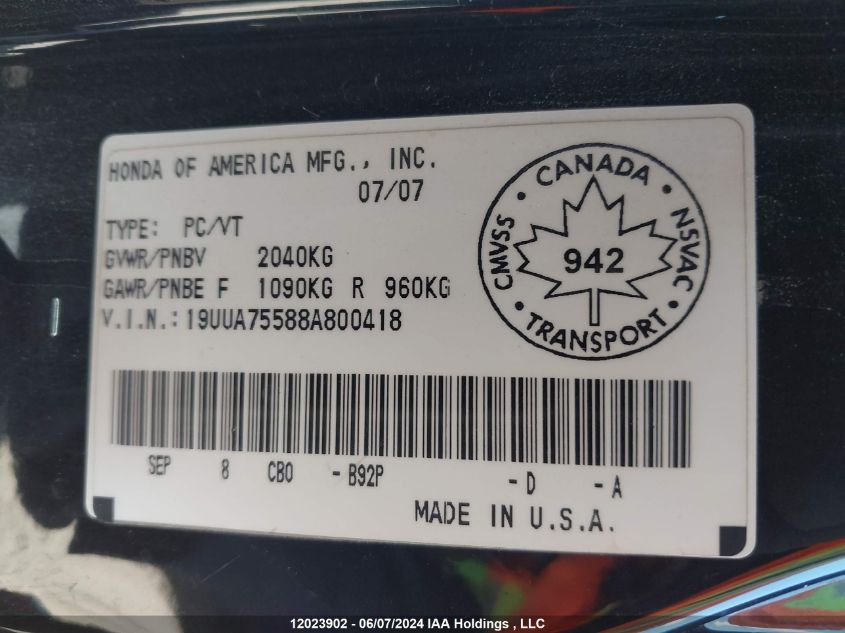 HONDA OF AMERICA MFG., INC.
07/07
TYPE: PC/VT
GVWR/PNBV 2040KG
GAWR/PNBE F 1090KG R 960KG
V.I.N.: 19UUA75588A800418
CANADA
CMVSS
NSVAC
942
TRANSPORT
SEP 8 CBO - B92P - D - A
MADE IN U.S.A.
12023902 - 06/07/2024 IAA Holdings , LLC